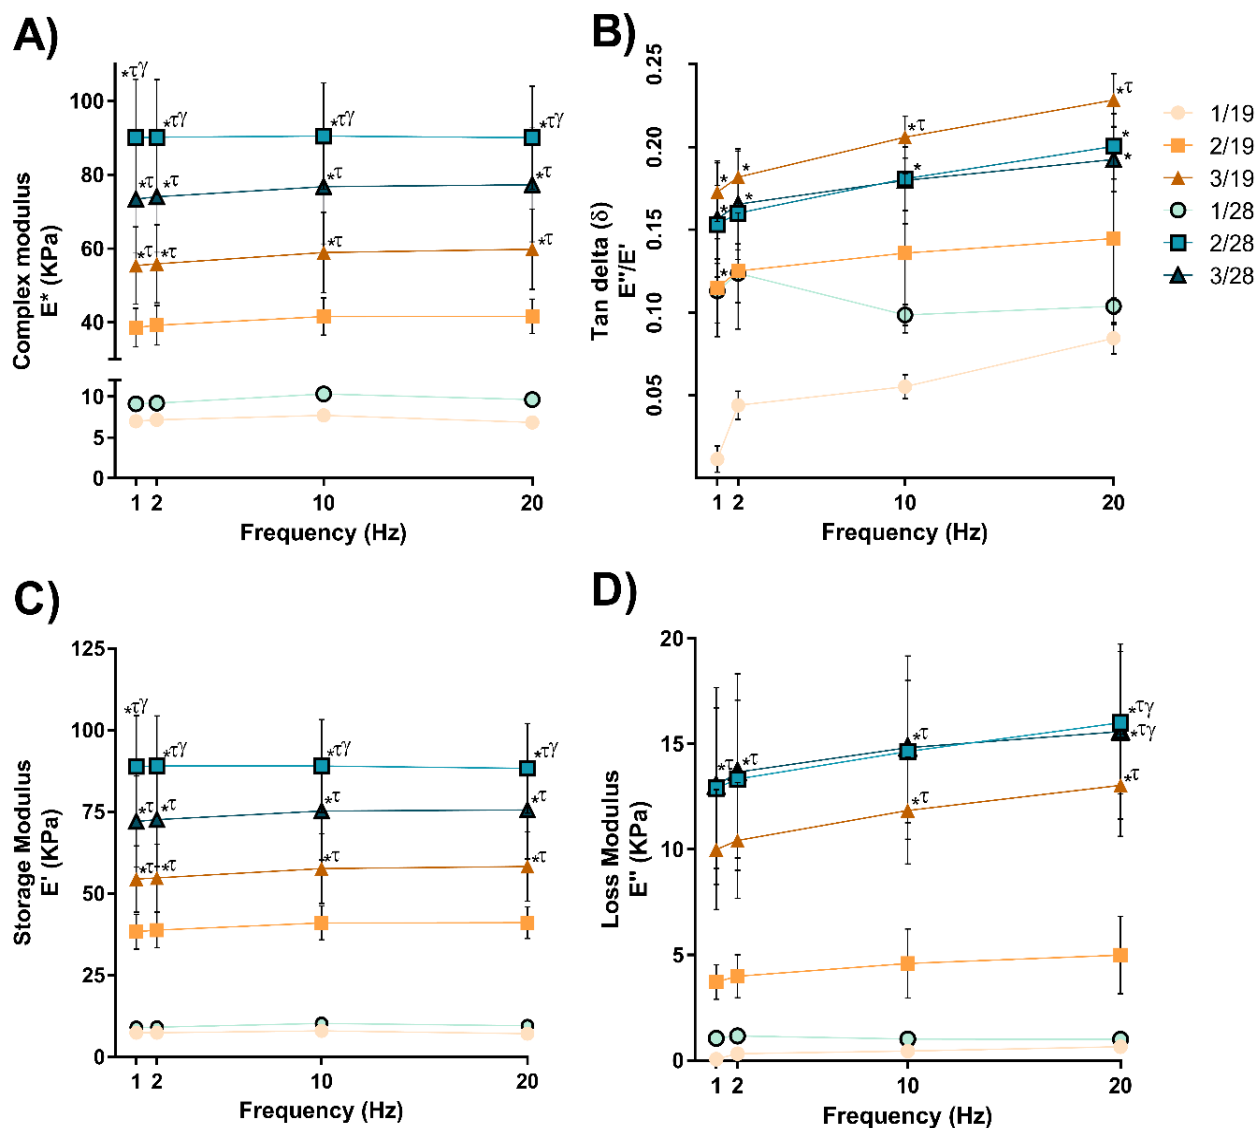 A)
Complex modulus
E* (KPa)
100
80
60
40
10
5
0
*τγ
*τγ
*τγ
*τγ
*τ
*τ
*τ
*τ
*τ
*τ
*τ
*τ
1
2
10
20
Frequency (Hz)
B)
Tan delta (δ)
E''/E'
0.25
0.20
0.15
0.10
0.05
*
*
*τ
*τ
*
*
*
*
*
*
1
2
10
20
Frequency (Hz)
1/19
2/19
3/19
1/28
2/28
3/28
C)
Storage Modulus
E' (KPa)
125
100
75
50
25
0
*τγ
*τγ
*τγ
*τγ
*τ
*τ
*τ
*τ
*τ
*τ
*τ
*τ
1
2
10
20
Frequency (Hz)
D)
Loss Modulus
E'' (KPa)
20
15
10
5
0
*τ
*τ
*τ
*τγ
*τγ
*τ
*τ
1
2
10
20
Frequency (Hz)